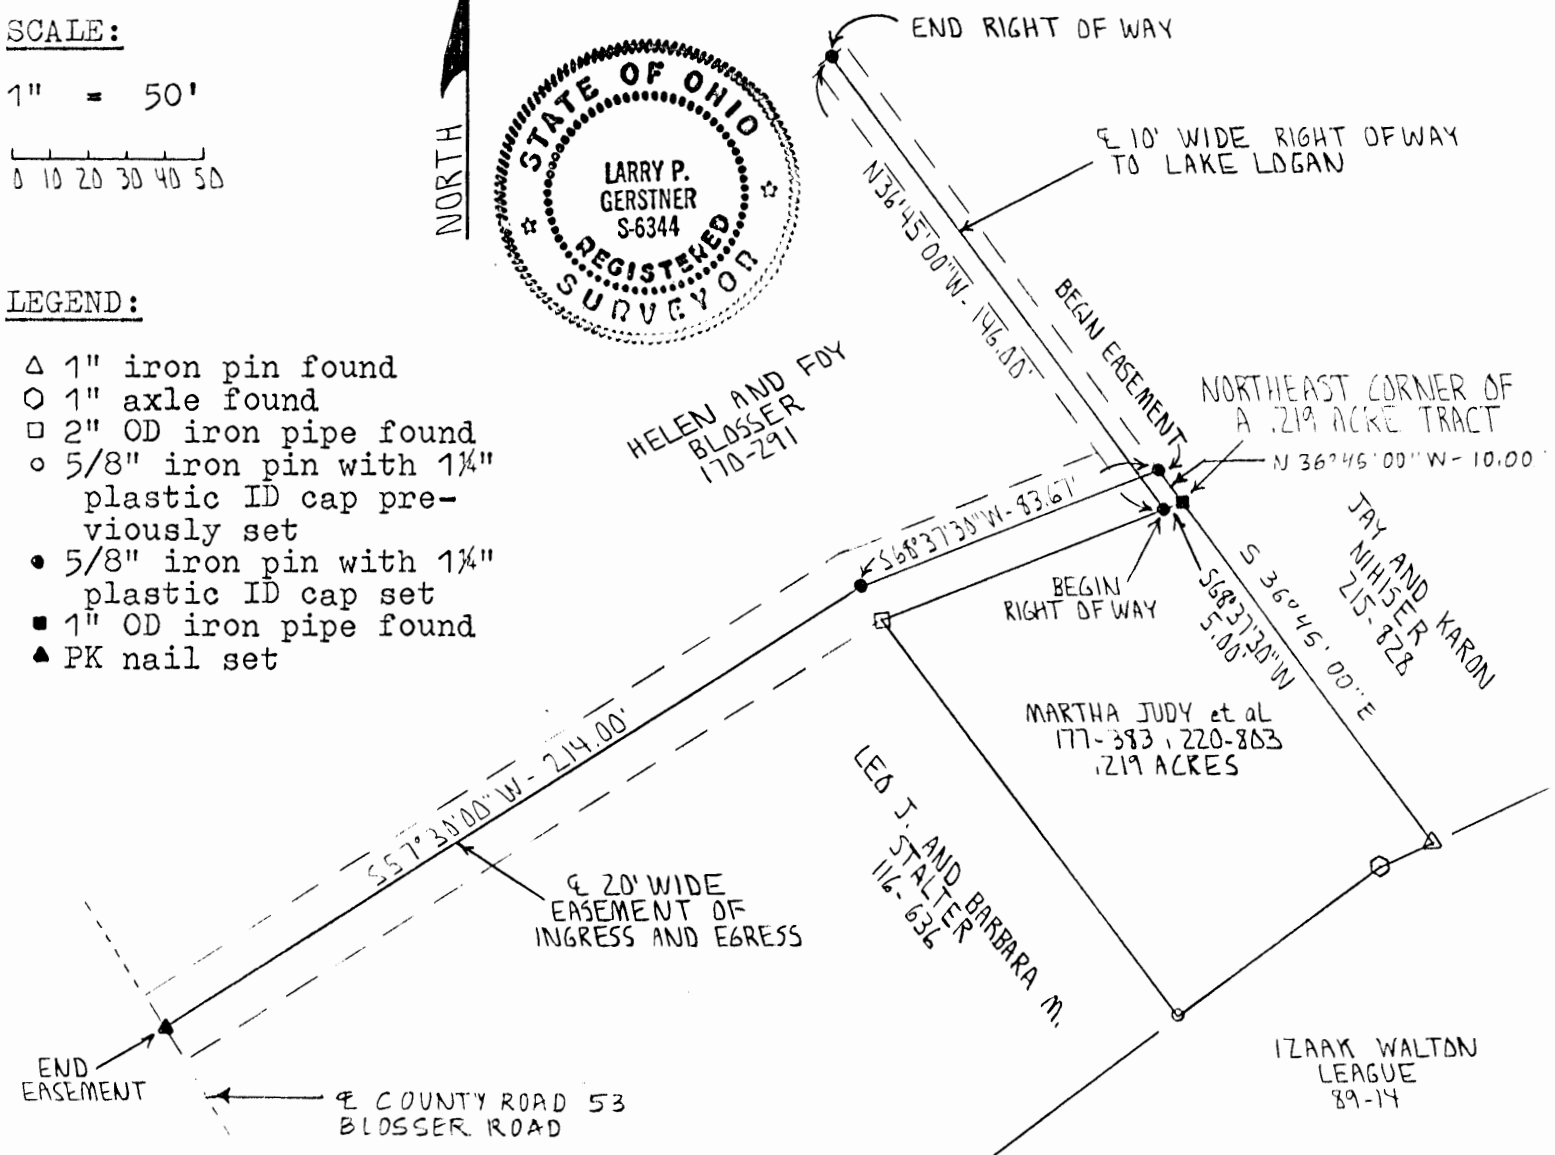 SCALE:
1" = 50'
0 10 20 30 40 50
NORTH
STATE OF OHIO
LARRY P.
GERSTNER
S-6344
REGISTERED
SURVEYOR
END RIGHT OF WAY
℄ 10' WIDE RIGHT OF WAY
TO LAKE LOGAN
N36°45'00"W - 146.00'
BEGIN EASEMENT
LEGEND:
△ 1" iron pin found
⬡ 1" axle found
□ 2" OD iron pipe found
○ 5/8" iron pin with 1¼"
plastic ID cap pre-
viously set
● 5/8" iron pin with 1¼"
plastic ID cap set
■ 1" OD iron pipe found
▲ PK nail set
HELEN AND FOY
BLOSSER
170-291
NORTHEAST CORNER OF
A .219 ACRE TRACT
N 36°45'00"W - 10.00'
S68°37'30"W - 83.67'
BEGIN
RIGHT OF WAY
S68°37'30"W
5.00'
S 36°45'00"E
JAY AND KARON
NIHISER
215-828
MARTHA JUDY et al
177-383, 220-803
.219 ACRES
S57°30'00"W - 214.00'
LEO J. AND BARBARA M.
STALTER
116-636
℄ 20' WIDE
EASEMENT OF
INGRESS AND EGRESS
END
EASEMENT
℄ COUNTY ROAD 53
BLOSSER ROAD
IZAAK WALTON
LEAGUE
89-14